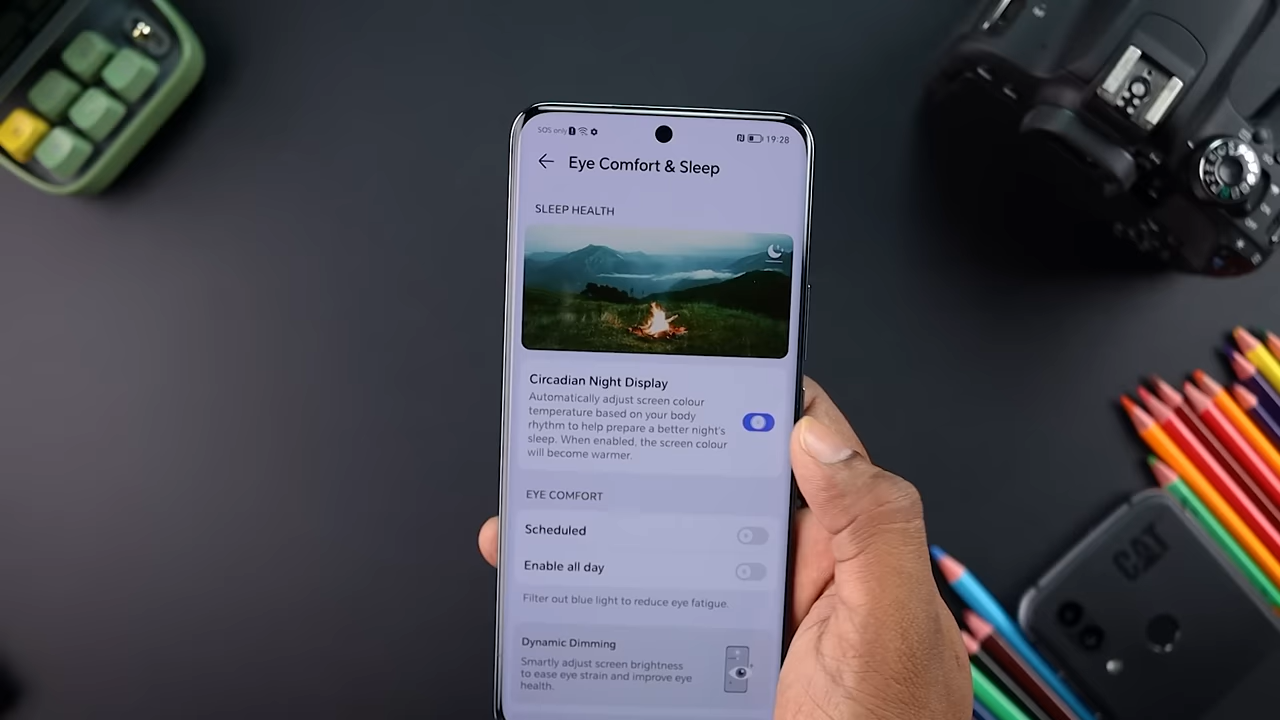 SOS only 19:28
Eye Comfort & Sleep
SLEEP HEALTH
Circadian Night Display
Automatically adjust screen colour
temperature based on your body
rhythm to help prepare a better night's
sleep. When enabled, the screen colour
will become warmer.
EYE COMFORT
Scheduled
Enable all day
Filter out blue light to reduce eye fatigue.
Dynamic Dimming
Smartly adjust screen brightness
to ease eye strain and improve eye
health.
CAT